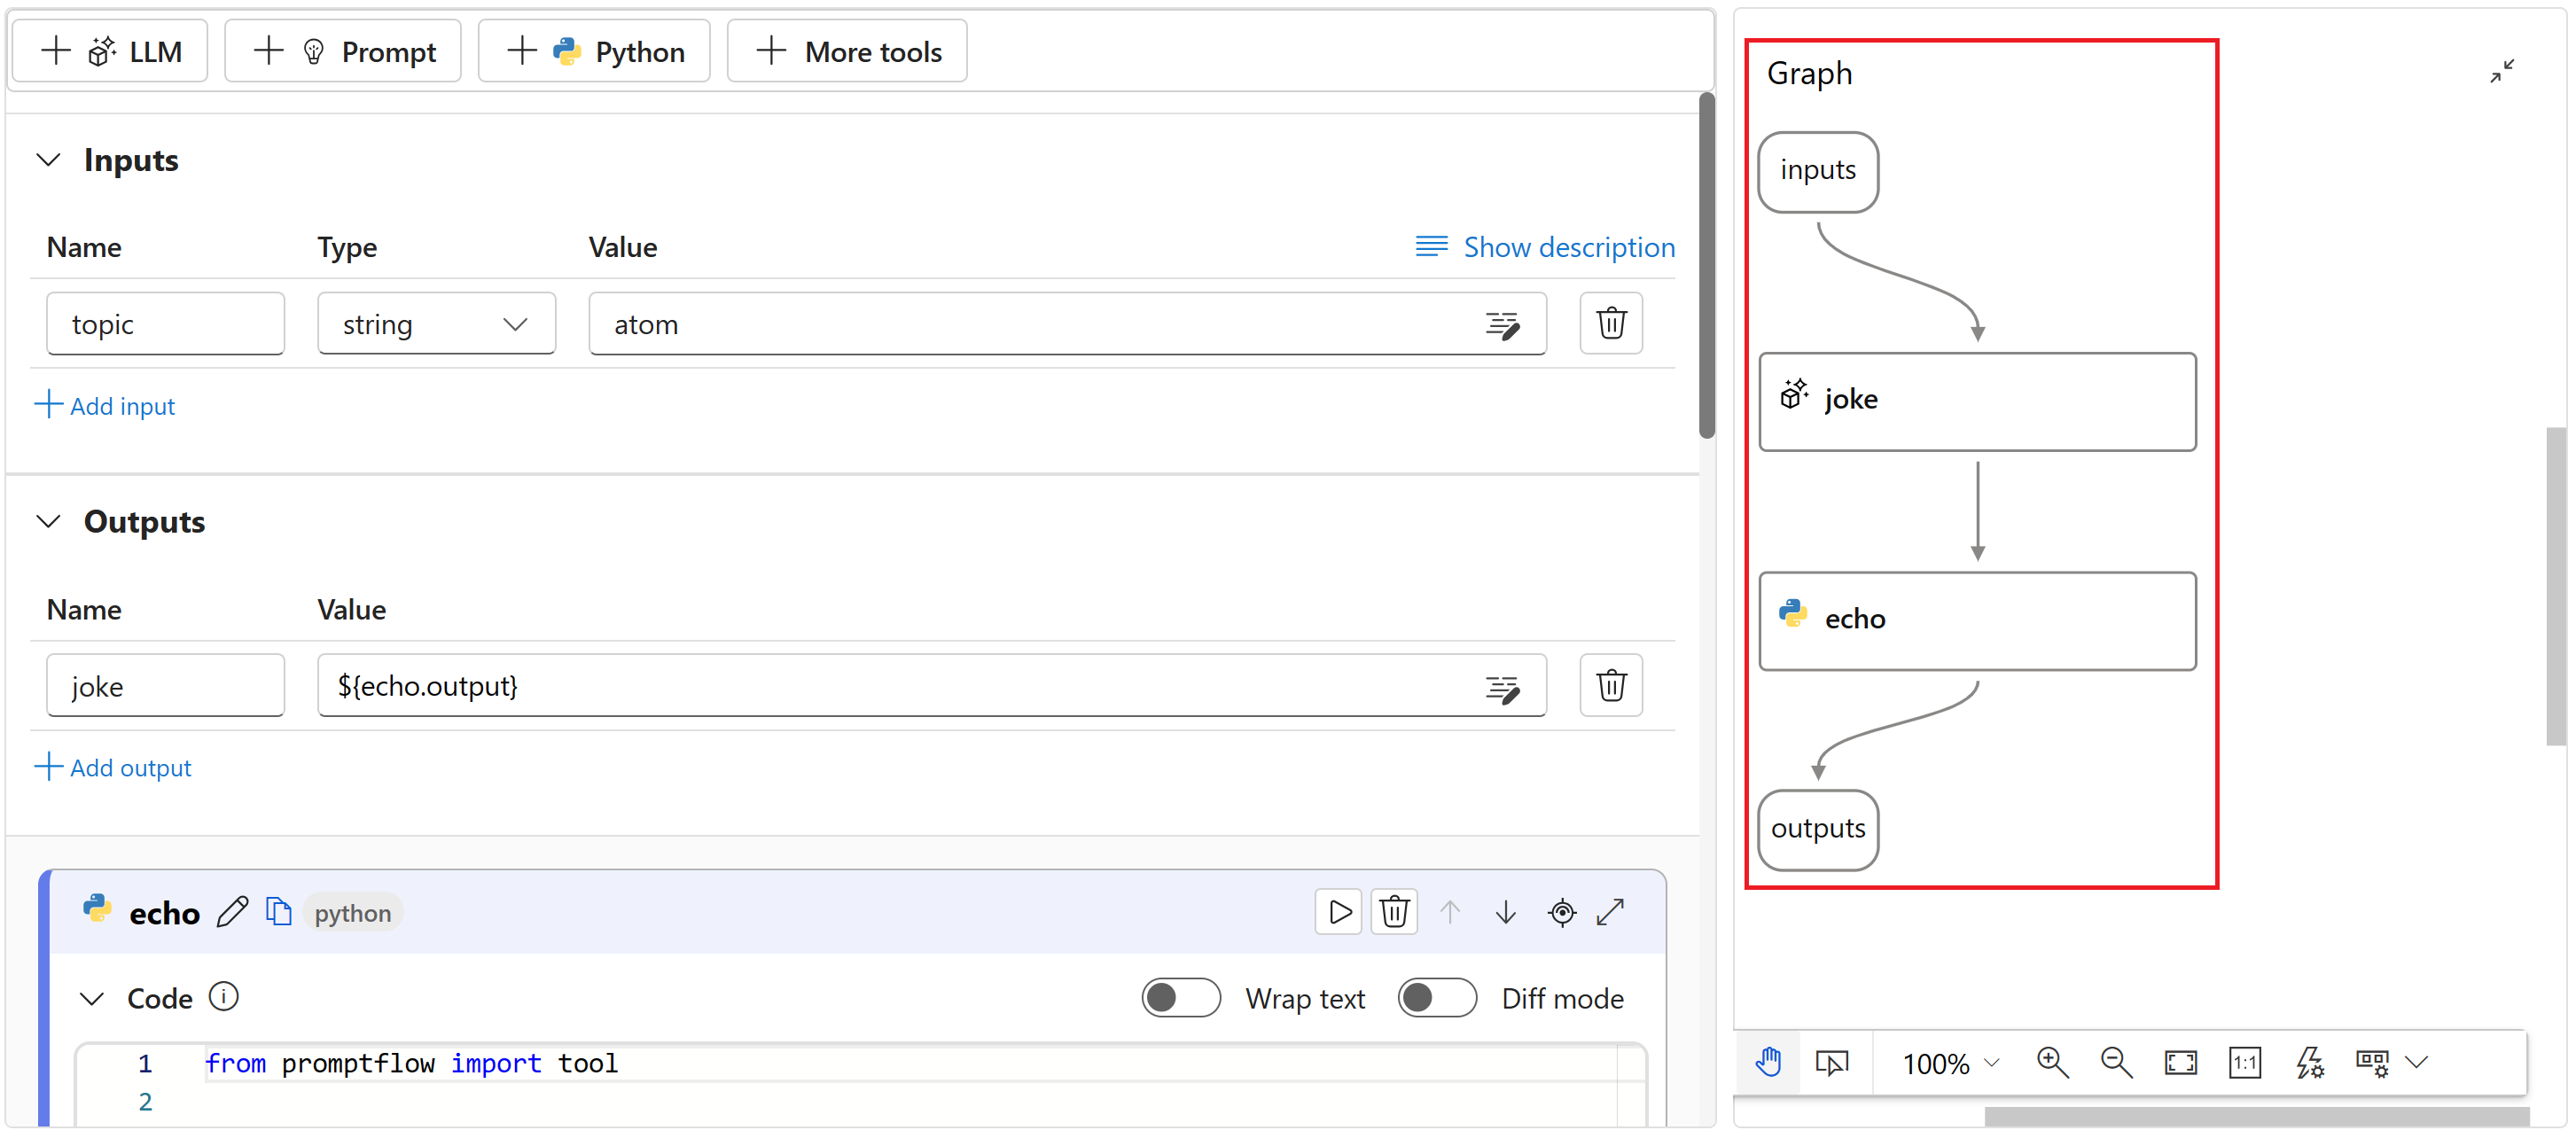 LLM Prompt Python More tools
Inputs
Name Type Value Show description
topic string atom
Add input
Outputs
Name Value
joke ${echo.output}
Add output
echo python
Code Wrap text Diff mode
1 from promptflow import tool
2
Graph
inputs
joke
echo
outputs
100% 1:1